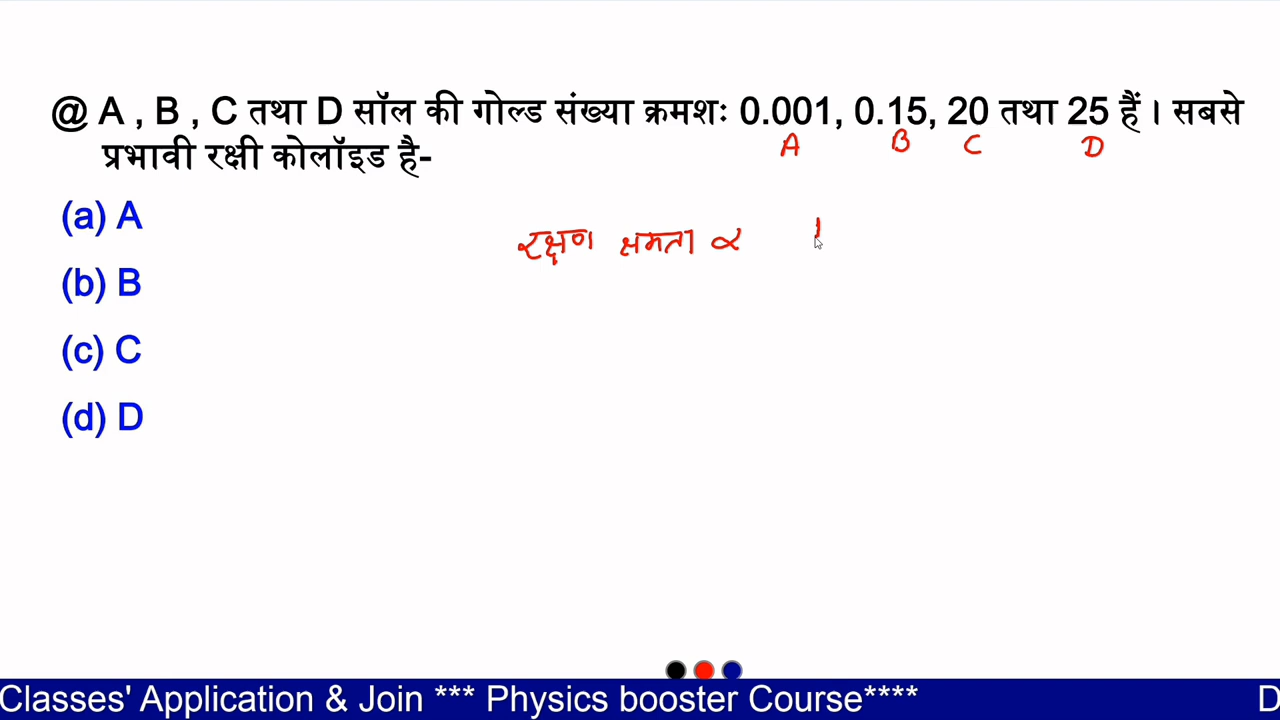 @ A , B , C तथा D सॉल की गोल्ड संख्या क्रमशः 0.001, 0.15, 20 तथा 25 हैं । सबसे
A B C D
प्रभावी रक्षी कोलॉइड है-
(a) A
रक्षण क्षमता ∝ 1
(b) B
(c) C
(d) D
Classes' Application & Join *** Physics booster Course**** D